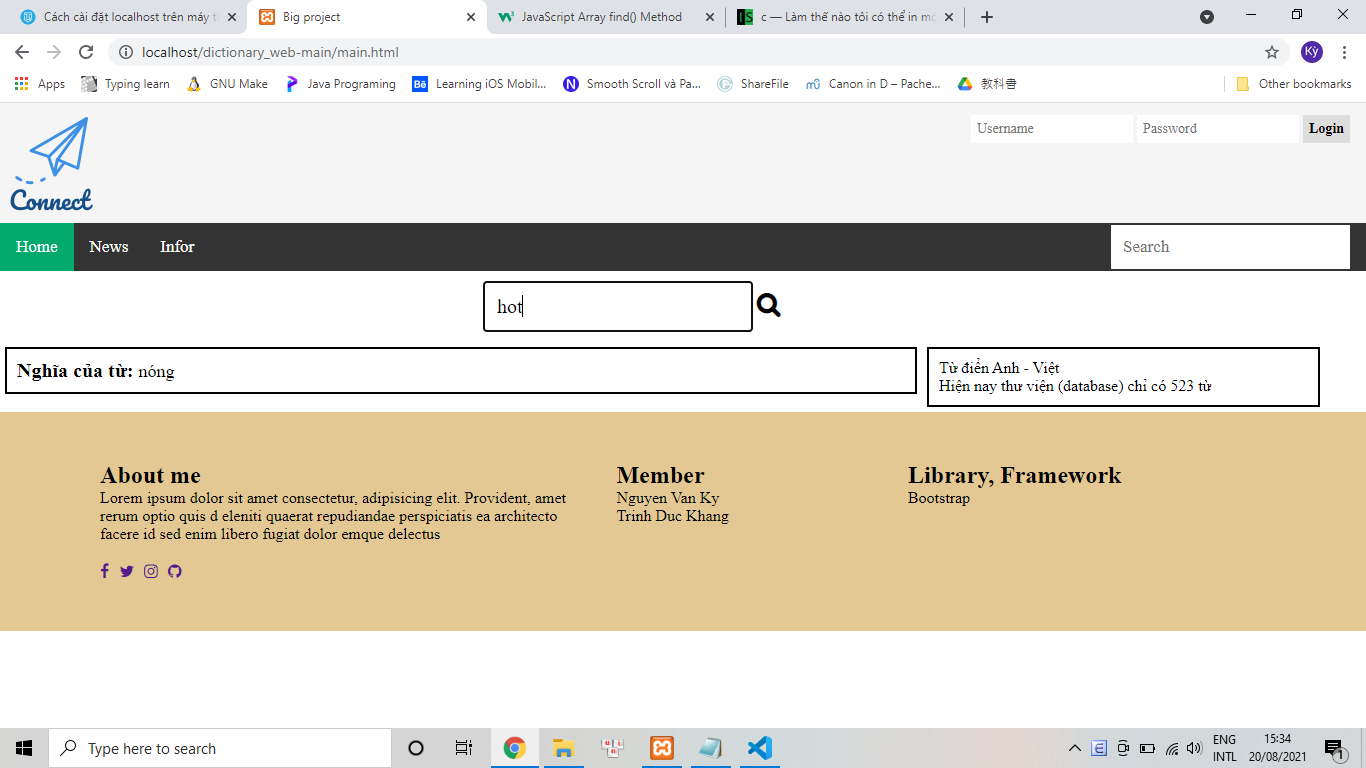 Cách cài đặt localhost trên máy t
Big project
JavaScript Array find() Method
c — Làm thế nào tôi có thể in mớ
localhost/dictionary_web-main/main.html
Kỳ
Apps
Typing learn
GNU Make
Java Programing
Learning iOS Mobil...
Smooth Scroll và Pa...
ShareFile
Canon in D – Pache...
教科書
Other bookmarks
Connect
Username
Password
Login
Home
News
Infor
Search
hot
Nghĩa của từ: nóng
Từ điển Anh - Việt
Hiện nay thư viện (database) chỉ có 523 từ
About me
Lorem ipsum dolor sit amet consectetur, adipisicing elit. Provident, amet
rerum optio quis d eleniti quaerat repudiandae perspiciatis ea architecto
facere id sed enim libero fugiat dolor emque delectus
Member
Nguyen Van Ky
Trinh Duc Khang
Library, Framework
Bootstrap
Type here to search
ENG
INTL
15:34
20/08/2021
1